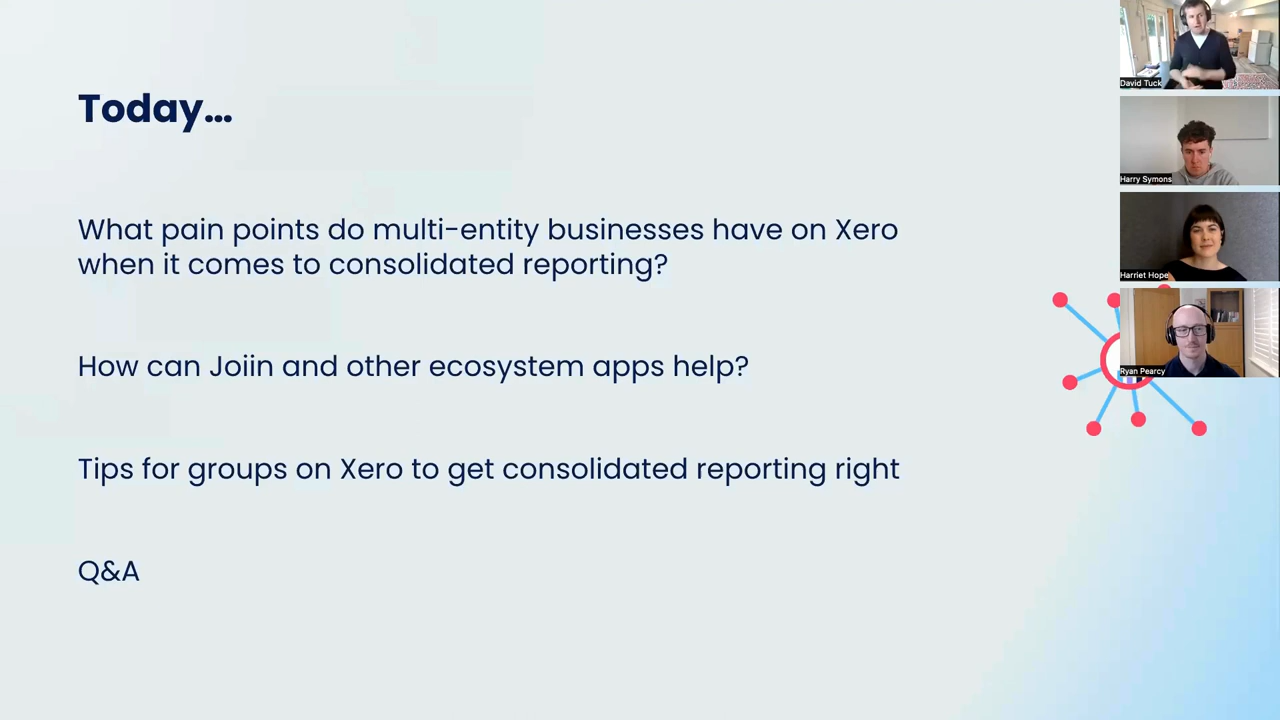 Today...
What pain points do multi-entity businesses have on Xero
when it comes to consolidated reporting?
How can Joiin and other ecosystem apps help?
Tips for groups on Xero to get consolidated reporting right
Q&A
David Tuck
Harry Symons
Harriet Hope
Ryan Pearcy